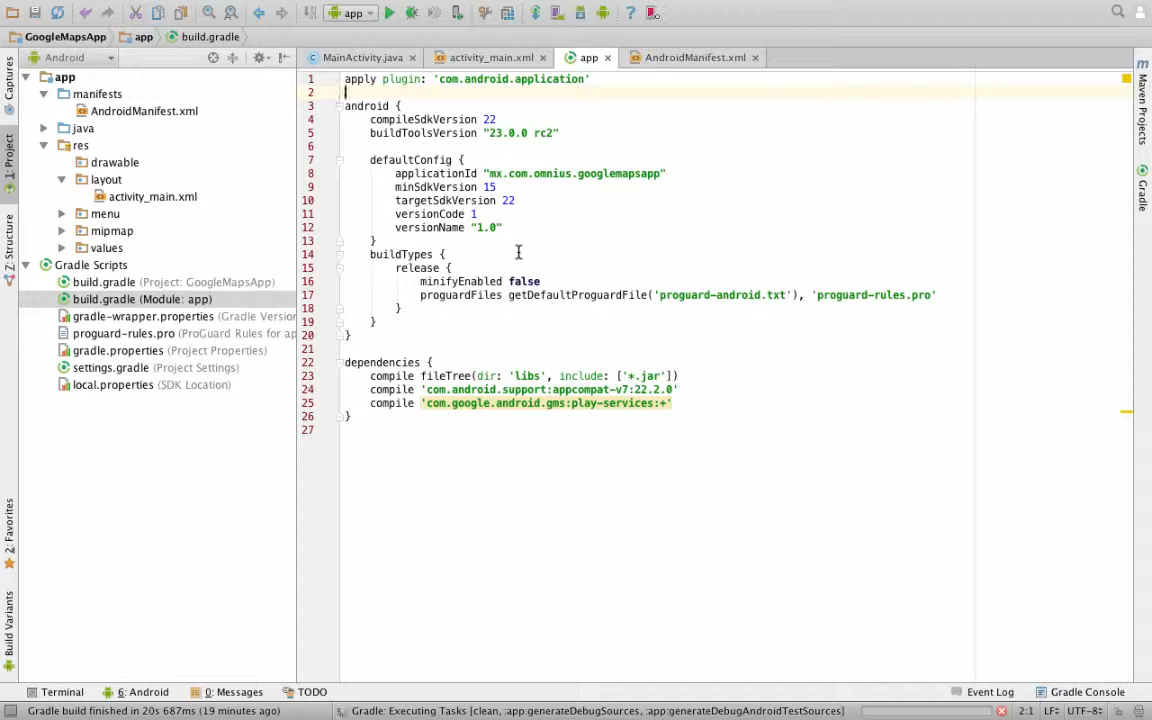 app
GoogleMapsApp
app
build.gradle
Android
MainActivity.java
activity_main.xml
app
AndroidManifest.xml
Captures
1: Project
Z: Structure
2: Favorites
Build Variants
app
manifests
AndroidManifest.xml
java
res
drawable
layout
activity_main.xml
menu
mipmap
values
Gradle Scripts
build.gradle (Project: GoogleMapsApp)
build.gradle (Module: app)
gradle-wrapper.properties (Gradle Version
proguard-rules.pro (ProGuard Rules for ap
gradle.properties (Project Properties)
settings.gradle (Project Settings)
local.properties (SDK Location)
1 apply plugin: 'com.android.application'
2
3 android {
4 compileSdkVersion 22
5 buildToolsVersion "23.0.0 rc2"
6
7 defaultConfig {
8 applicationId "mx.com.omnius.googlemapsapp"
9 minSdkVersion 15
10 targetSdkVersion 22
11 versionCode 1
12 versionName "1.0"
13 }
14 buildTypes {
15 release {
16 minifyEnabled false
17 proguardFiles getDefaultProguardFile('proguard-android.txt'), 'proguard-rules.pro'
18 }
19 }
20 }
21
22 dependencies {
23 compile fileTree(dir: 'libs', include: ['*.jar'])
24 compile 'com.android.support:appcompat-v7:22.2.0'
25 compile 'com.google.android.gms:play-services:+'
26 }
27
Maven Projects
Gradle
Terminal
6: Android
0: Messages
TODO
Event Log
Gradle Console
Gradle build finished in 20s 687ms (19 minutes ago)
Gradle: Executing Tasks [clean, :app:generateDebugSources, :app:generateDebugAndroidTestSources]
2:1
LF
UTF-8